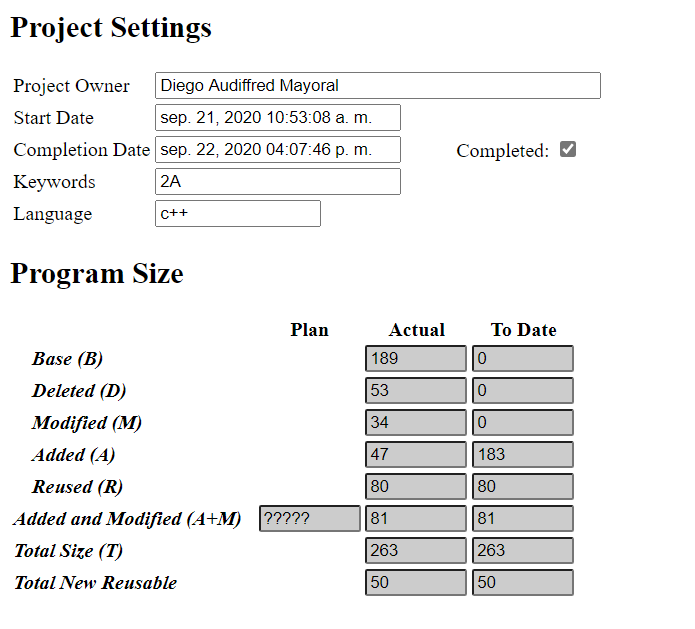 Project Settings
Project Owner Diego Audiffred Mayoral
Start Date sep. 21, 2020 10:53:08 a. m.
Completion Date sep. 22, 2020 04:07:46 p. m. Completed:
Keywords 2A
Language c++
Program Size
Plan Actual To Date
Base (B) 189 0
Deleted (D) 53 0
Modified (M) 34 0
Added (A) 47 183
Reused (R) 80 80
Added and Modified (A+M) ????? 81 81
Total Size (T) 263 263
Total New Reusable 50 50